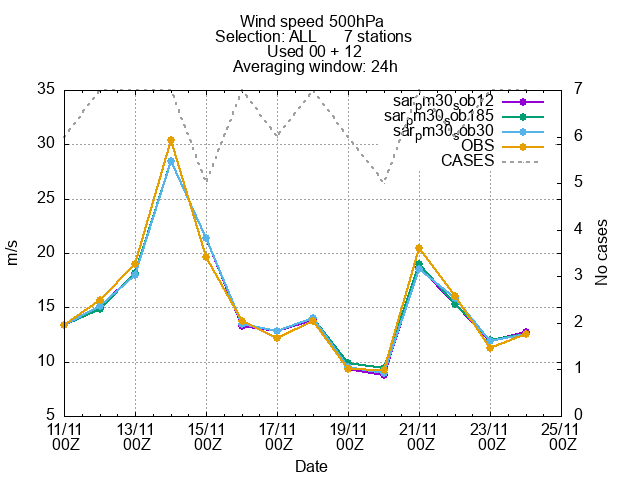 Wind speed 500hPa
Selection: ALL 7 stations
Used 00 + 12
Averaging window: 24h
35 30 25 20 15 10 5
m/s
7 6 5 4 3 2 1 0
No cases
sarpm30sob12
sarpm30sob185
sarpm30sob30
OBS
CASES
11/11 13/11 15/11 17/11 19/11 21/11 23/11 25/11
00Z 00Z 00Z 00Z 00Z 00Z 00Z 00Z
Date